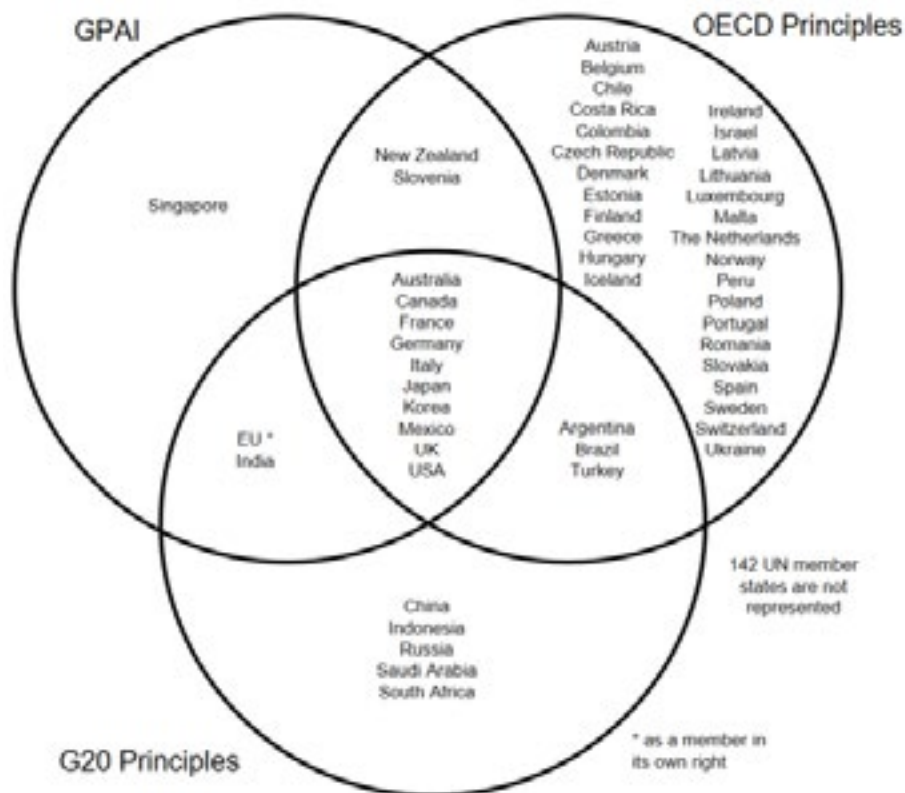 GPAI
OECD Principles
Austria
Belgium
Chile
Costa Rica
Colombia
Czech Republic
Denmark
Estonia
Finland
Greece
Hungary
Iceland
Ireland
Israel
Latvia
Lithuania
Luxembourg
Malta
The Netherlands
Norway
Peru
Poland
Portugal
Romania
Slovakia
Spain
Sweden
Switzerland
Ukraine
New Zealand
Slovenia
Singapore
Australia
Canada
France
Germany
Italy
Japan
Korea
Mexico
UK
USA
EU *
India
Argentina
Brazil
Turkey
142 UN member
states are not
represented
China
Indonesia
Russia
Saudi Arabia
South Africa
G20 Principles
* as a member in
its own right